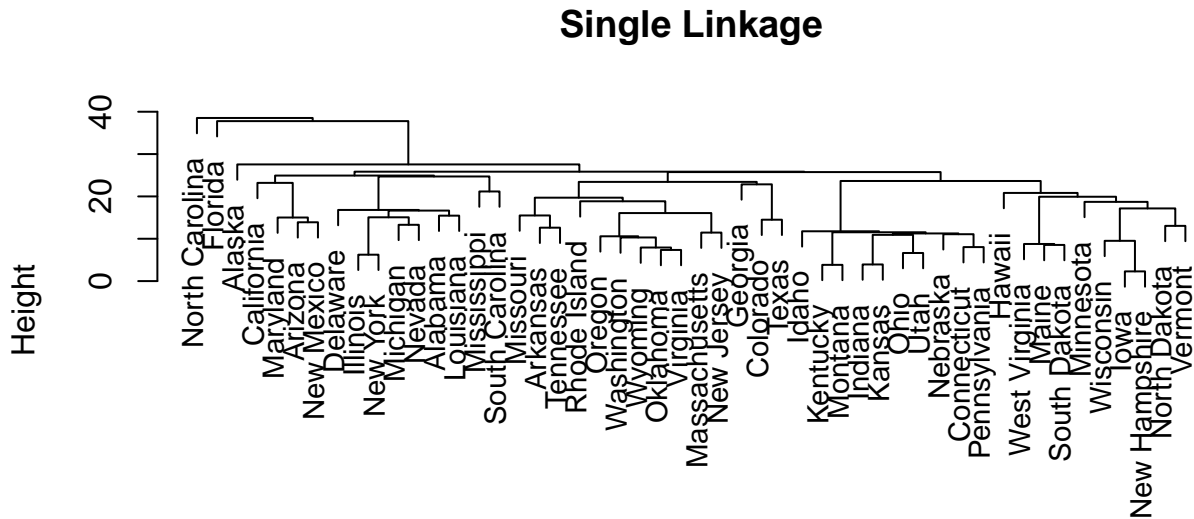 Single Linkage
Height
0
20
40
North Carolina
Florida
Alaska
California
Maryland
Arizona
New Mexico
Delaware
Illinois
New York
Michigan
Nevada
Alabama
Louisiana
Mississippi
South Carolina
Missouri
Arkansas
Tennessee
Rhode Island
Oregon
Washington
Wyoming
Oklahoma
Virginia
Massachusetts
New Jersey
Georgia
Colorado
Texas
Idaho
Kentucky
Montana
Indiana
Kansas
Ohio
Utah
Nebraska
Connecticut
Pennsylvania
Hawaii
West Virginia
Maine
South Dakota
Minnesota
Wisconsin
Iowa
New Hampshire
North Dakota
Vermont